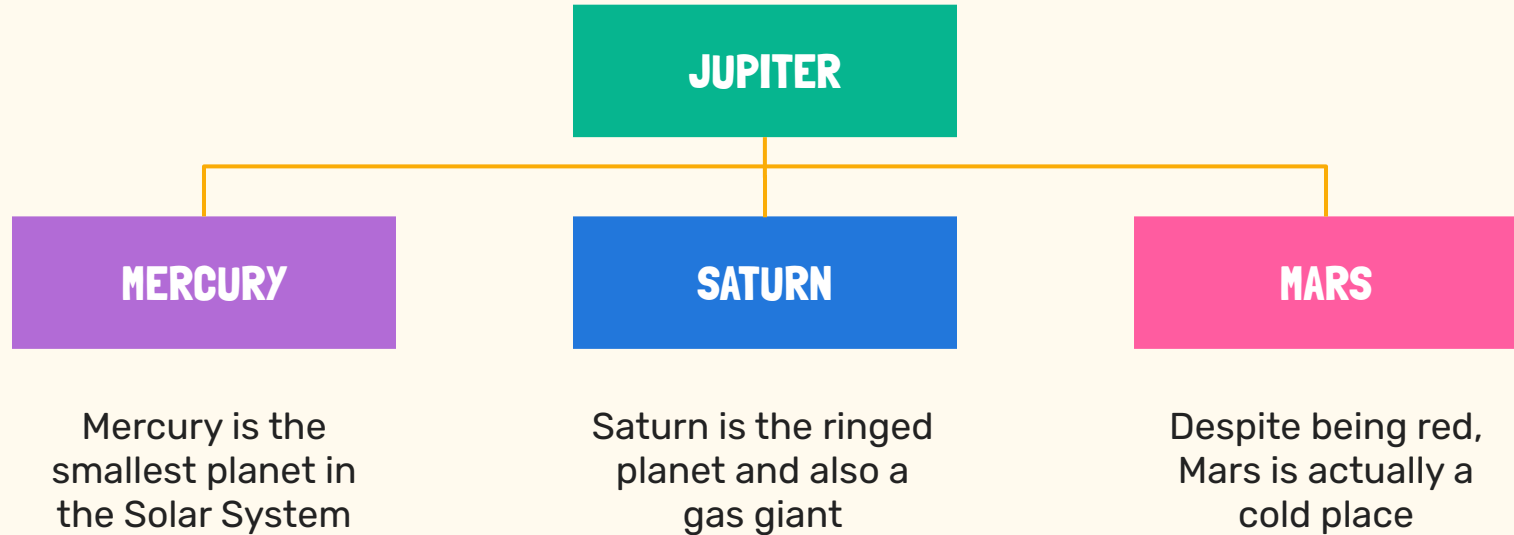 JUPITER
MERCURY
SATURN
MARS
Mercury is the
smallest planet in
the Solar System
Saturn is the ringed
planet and also a
gas giant
Despite being red,
Mars is actually a
cold place